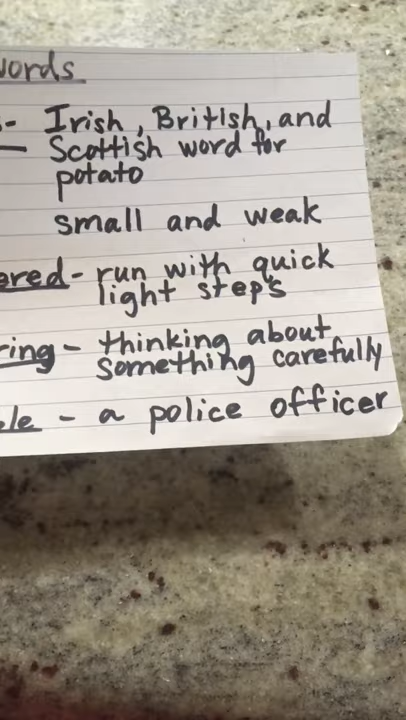 words
s- Irish, British, and
Scottish word for
potato
small and weak
ered- run with quick
light steps
ring - thinking about
something carefully
ble - a police officer